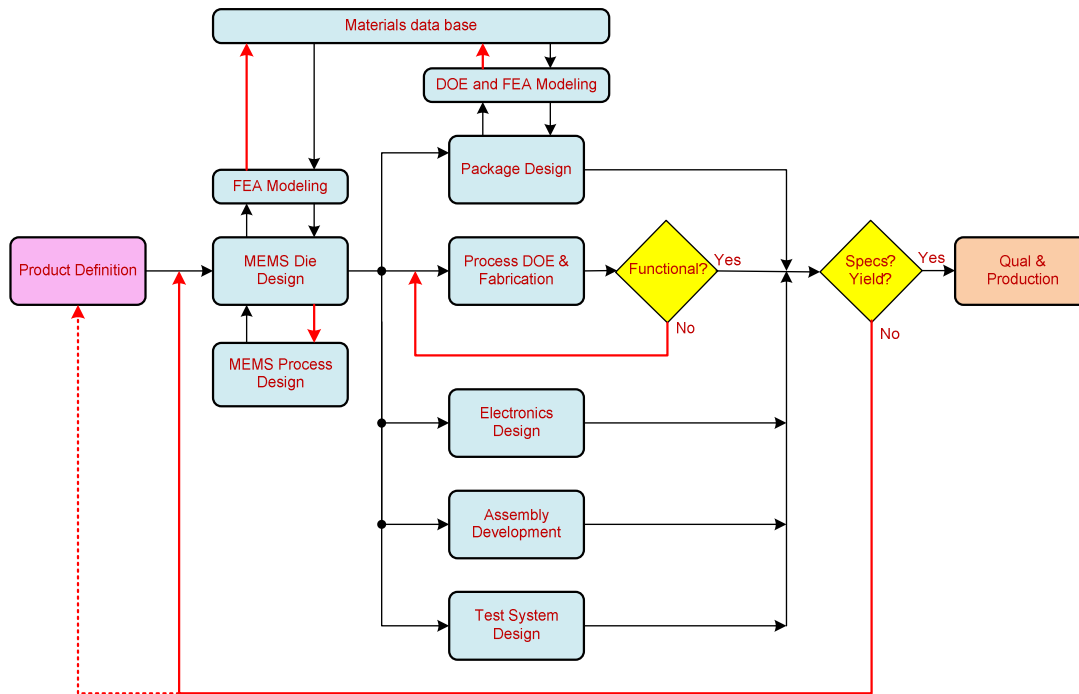 Materials data base
DOE and FEA Modeling
Package Design
FEA Modeling
Product Definition
MEMS Die
Design
Process DOE &
Fabrication
Functional?
Yes
No
Specs?
Yield?
Yes
No
Qual &
Production
MEMS Process
Design
Electronics
Design
Assembly
Development
Test System
Design